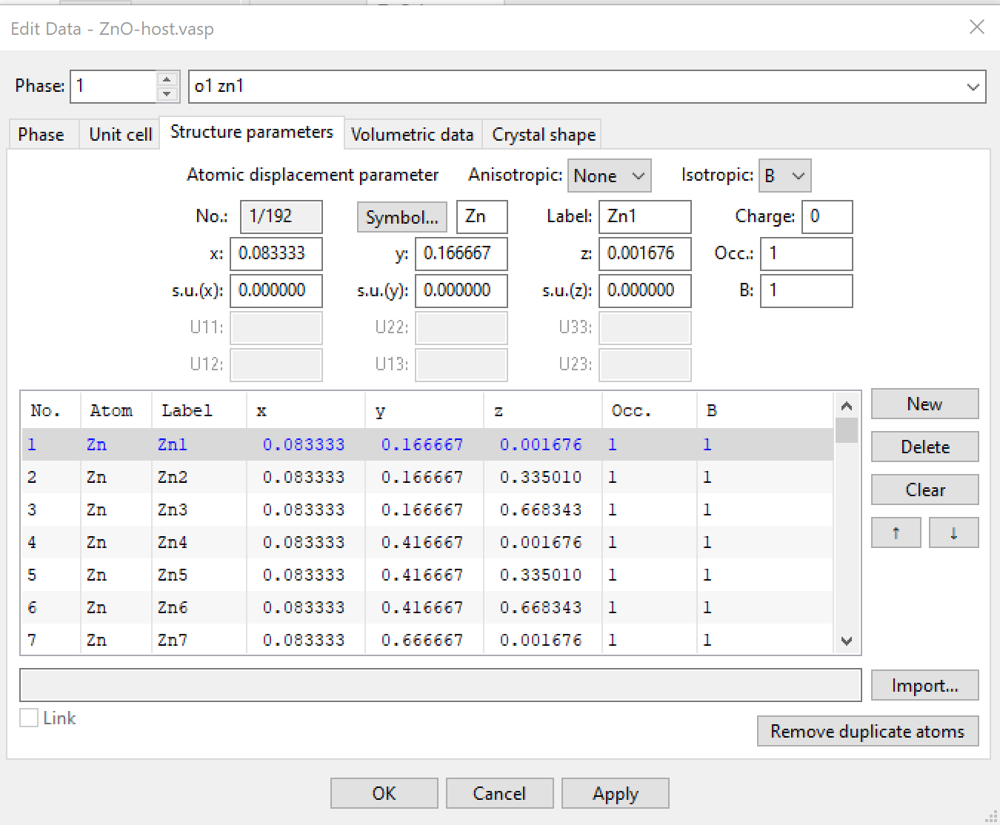 Edit Data - ZnO-host.vasp
Phase: 1 o1 zn1
Phase Unit cell Structure parameters Volumetric data Crystal shape
Atomic displacement parameter Anisotropic: None Isotropic: B
No.: 1/192 Symbol... Zn Label: Zn1 Charge: 0
x: 0.083333 y: 0.166667 z: 0.001676 Occ.: 1
s.u.(x): 0.000000 s.u.(y): 0.000000 s.u.(z): 0.000000 B: 1
U11: U22: U33:
U12: U13: U23:
No. Atom Label x y z Occ. B
1 Zn Zn1 0.083333 0.166667 0.001676 1 1
2 Zn Zn2 0.083333 0.166667 0.335010 1 1
3 Zn Zn3 0.083333 0.166667 0.668343 1 1
4 Zn Zn4 0.083333 0.416667 0.001676 1 1
5 Zn Zn5 0.083333 0.416667 0.335010 1 1
6 Zn Zn6 0.083333 0.416667 0.668343 1 1
7 Zn Zn7 0.083333 0.666667 0.001676 1 1
New
Delete
Clear
↑ ↓
Import...
Link
Remove duplicate atoms
OK Cancel Apply